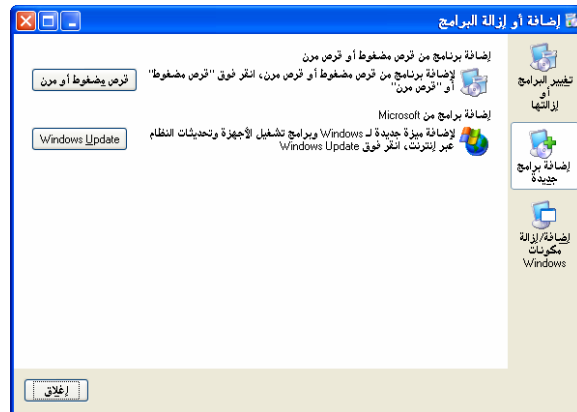 إضافة أو إزالة البرامج
تغيير البرامج
أو
إزالتها
إضافة برامج
جديدة
إضافة/إزالة
مكونات
Windows
إضافة برنامج من قرص مضغوط أو قرص مرن
لإضافة برنامج من قرص مضغوط أو قرص مرن، انقر فوق "قرص مضغوط"
أو "قرص مرن"
قرص مضغوط أو مرن
إضافة برامج من Microsoft
لإضافة ميزة جديدة لـ Windows وبرامج تشغيل الأجهزة وتحديثات النظام
عبر إنترنت، انقر فوق Windows Update
Windows Update
إغلاق